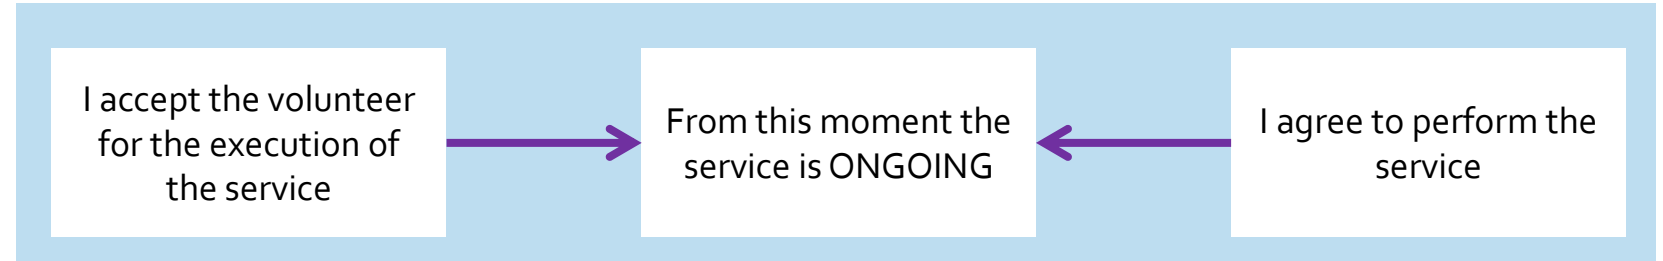 I accept the volunteer
for the execution of
the service
From this moment the
service is ONGOING
I agree to perform the
service